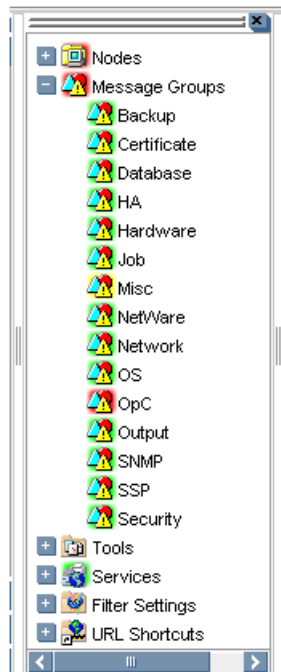 Nodes
Message Groups
Backup
Certificate
Database
HA
Hardware
Job
Misc
NetWare
Network
OS
OpC
Output
SNMP
SSP
Security
Tools
Services
Filter Settings
URL Shortcuts